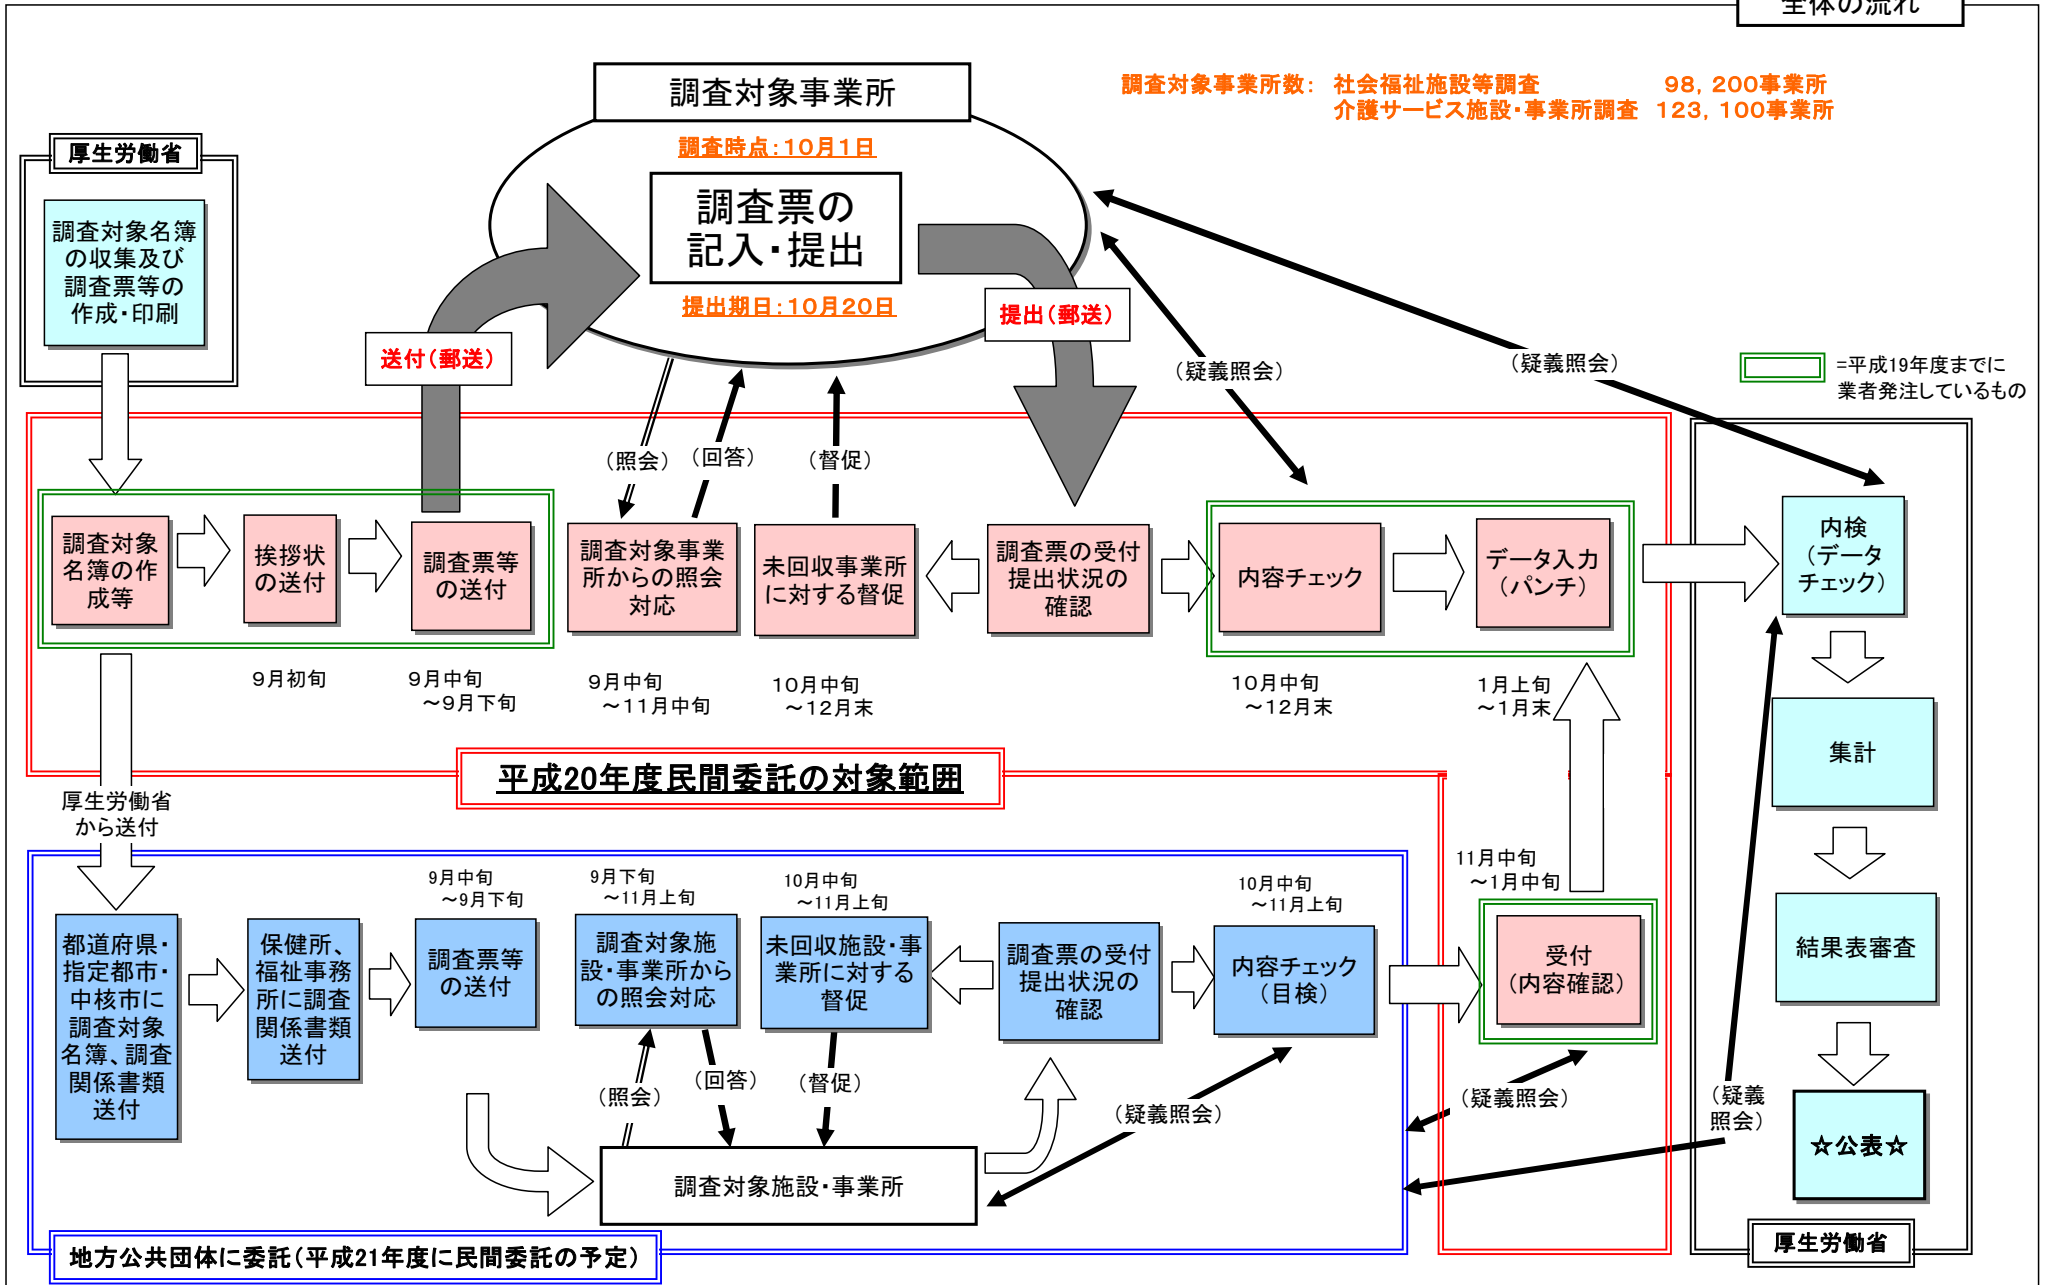 全体の流れ
調査対象事業所
調査対象事業所数： 社会福祉施設等調査 ９８，２００事業所
介護サービス施設・事業所調査 １２３，１００事業所
厚生労働省
調査時点：１０月１日
調査票の
記入・提出
提出期日：１０月２０日
調査対象名簿
の収集及び
調査票等の
作成・印刷
送付（郵送）
提出（郵送）
（疑義照会）
（疑義照会）
=平成19年度までに
業者発注しているもの
（照会）
（回答）
（督促）
調査対象
名簿の作
成等
挨拶状
の送付
調査票等
の送付
調査対象事業
所からの照会
対応
未回収事業所
に対する督促
調査票の受付
提出状況の
確認
内容チェック
データ入力
（パンチ）
内検
（データ
チェック）
９月初旬
９月中旬
～９月下旬
９月中旬
～１１月中旬
１０月中旬
～１２月末
１０月中旬
～１２月末
１月上旬
～１月末
集計
平成20年度民間委託の対象範囲
厚生労働省
から送付
9月中旬
～9月下旬
9月下旬
～11月上旬
10月中旬
～11月上旬
10月中旬
～11月上旬
11月中旬
～1月中旬
都道府県・
指定都市・
中核市に
調査対象
名簿、調査
関係書類
送付
保健所、
福祉事務
所に調査
関係書類
送付
調査票等
の送付
調査対象施
設・事業所から
の照会対応
未回収施設・事
業所に対する
督促
調査票の受付
提出状況の
確認
内容チェック
（目検）
受付
（内容確認）
結果表審査
（照会）
（回答）
（督促）
（疑義照会）
（疑義照会）
（疑義
照会）
☆公表☆
調査対象施設・事業所
地方公共団体に委託（平成21年度に民間委託の予定）
厚生労働省